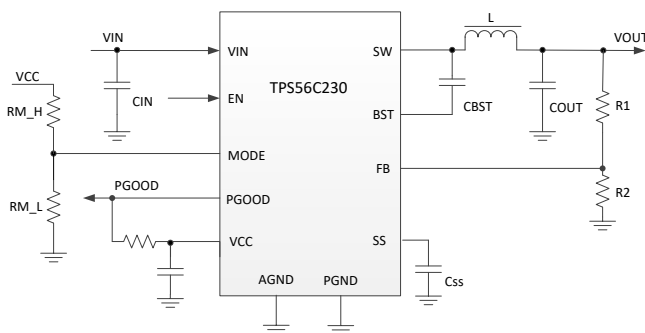 VIN
VIN
SW
L
VOUT
VCC
TPS56C230
CIN
EN
RM_H
CBST
COUT
R1
BST
MODE
FB
PGOOD
PGOOD
R2
RM_L
VCC
SS
Css
AGND
PGND